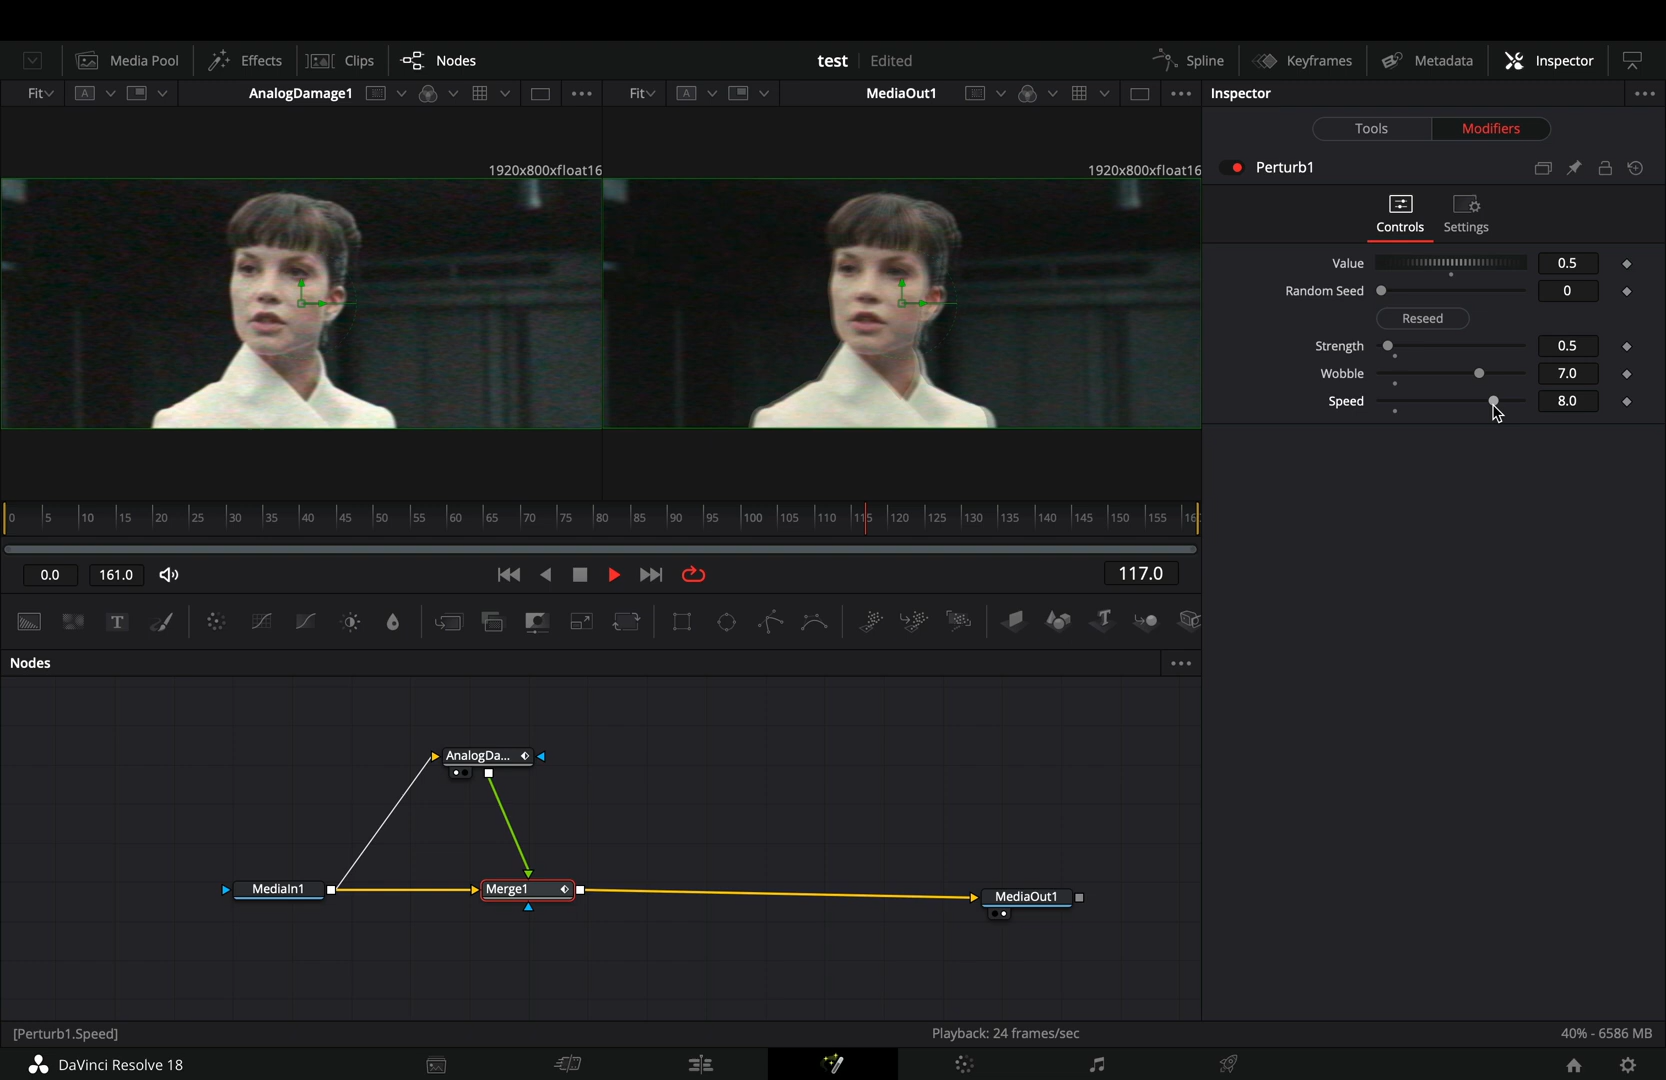 Media Pool Effects Clips Nodes test Edited Spline Keyframes Metadata Inspector
Fit A AnalogDamage1 Fit A MediaOut1 Inspector
Tools Modifiers
1920x800xfloat16 1920x800xfloat16
Perturb1
Controls Settings
Value 0.5
Random Seed 0
Reseed
Strength 0.5
Wobble 7.0
Speed 8.0
0 5 10 15 20 25 30 35 40 45 50 55 60 65 70 75 80 85 90 95 100 105 110 115 120 125 130 135 140 145 150 155 16
0.0 161.0 117.0
T T
Nodes
AnalogDa...
MediaIn1 Merge1 MediaOut1
[Perturb1.Speed] Playback: 24 frames/sec 40% - 6586 MB
DaVinci Resolve 18